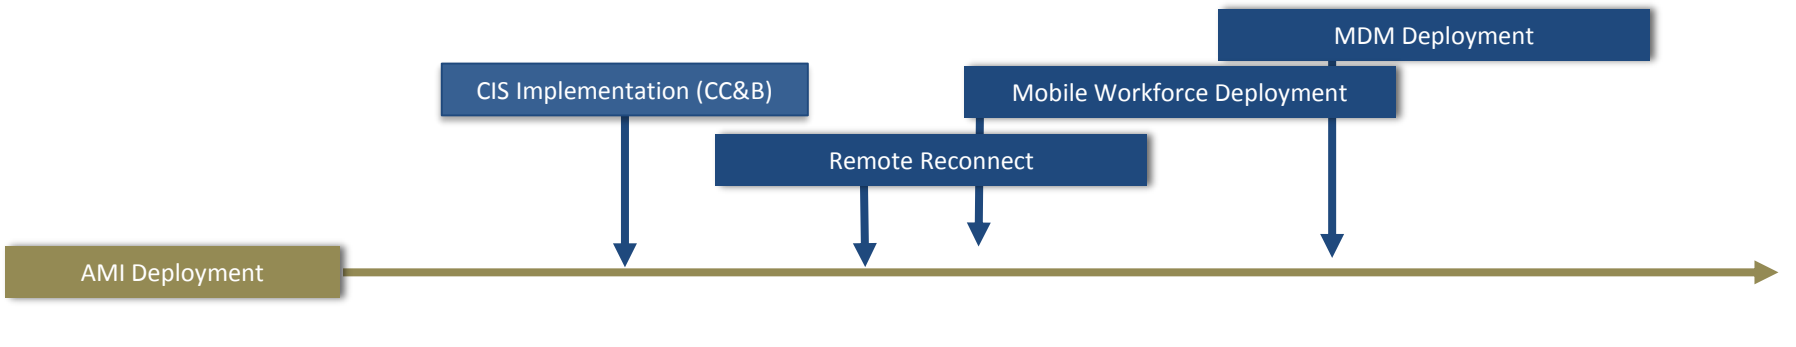 MDM Deployment
CIS Implementation (CC&B)
Mobile Workforce Deployment
Remote Reconnect
AMI Deployment